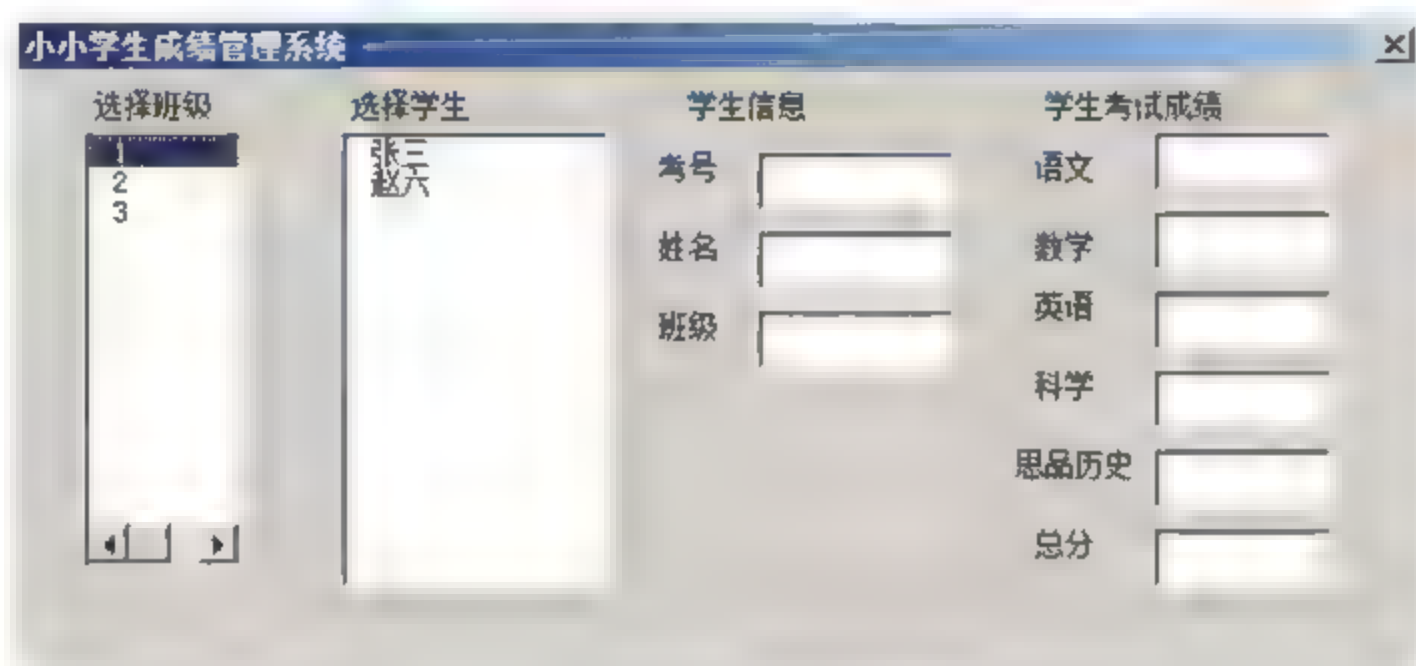 小小学生成绩管理系统
选择班级 选择学生 学生信息 学生考试成绩
1
2
3
张三
赵六
考号
姓名
班级
语文
数学
英语
科学
思品历史
总分